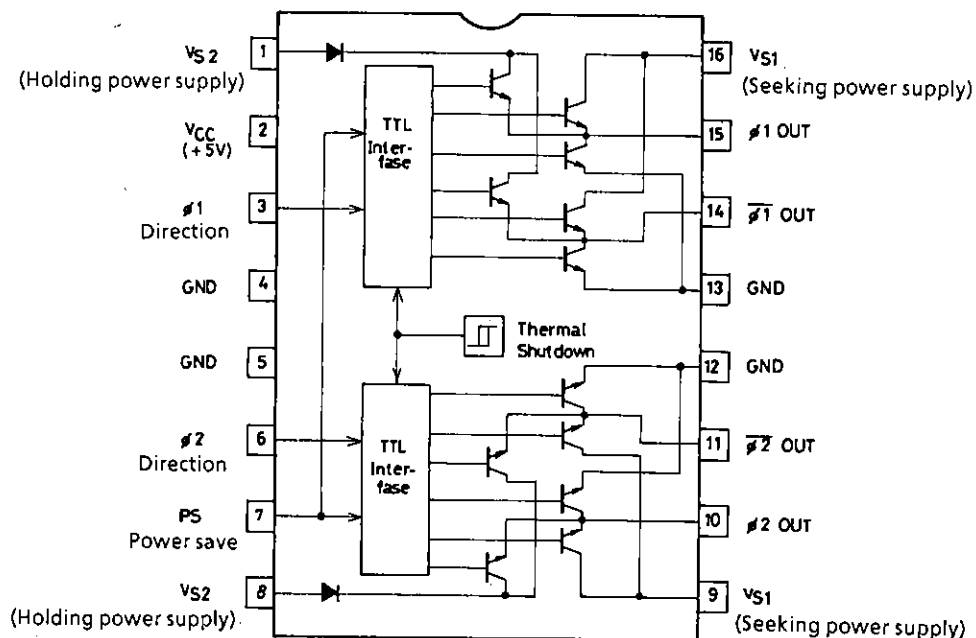 VS2
(Holding power supply)
1
VCC
(+5V)
2
ø1
Direction
3
GND
4
GND
5
ø2
Direction
6
PS
Power save
7
VS2
(Holding power supply)
8
TTL
Inter-
fase
Thermal
Shutdown
TTL
Inter-
fase
16
VS1
(Seeking power supply)
15
ø1 OUT
14
ø1̅ OUT
13
GND
12
GND
11
ø2̅ OUT
10
ø2 OUT
9
VS1
(Seeking power supply)